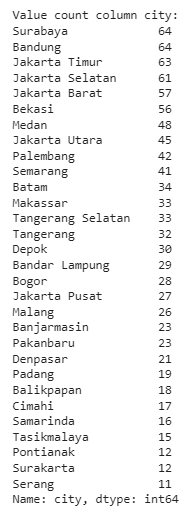 Value count column city:
Surabaya 64
Bandung 64
Jakarta Timur 63
Jakarta Selatan 61
Jakarta Barat 57
Bekasi 56
Medan 48
Jakarta Utara 45
Palembang 42
Semarang 41
Batam 34
Makassar 33
Tangerang Selatan 33
Tangerang 32
Depok 30
Bandar Lampung 29
Bogor 28
Jakarta Pusat 27
Malang 26
Banjarmasin 23
Pakanbaru 23
Denpasar 21
Padang 19
Balikpapan 18
Cimahi 17
Samarinda 16
Tasikmalaya 15
Pontianak 12
Surakarta 12
Serang 11
Name: city, dtype: int64